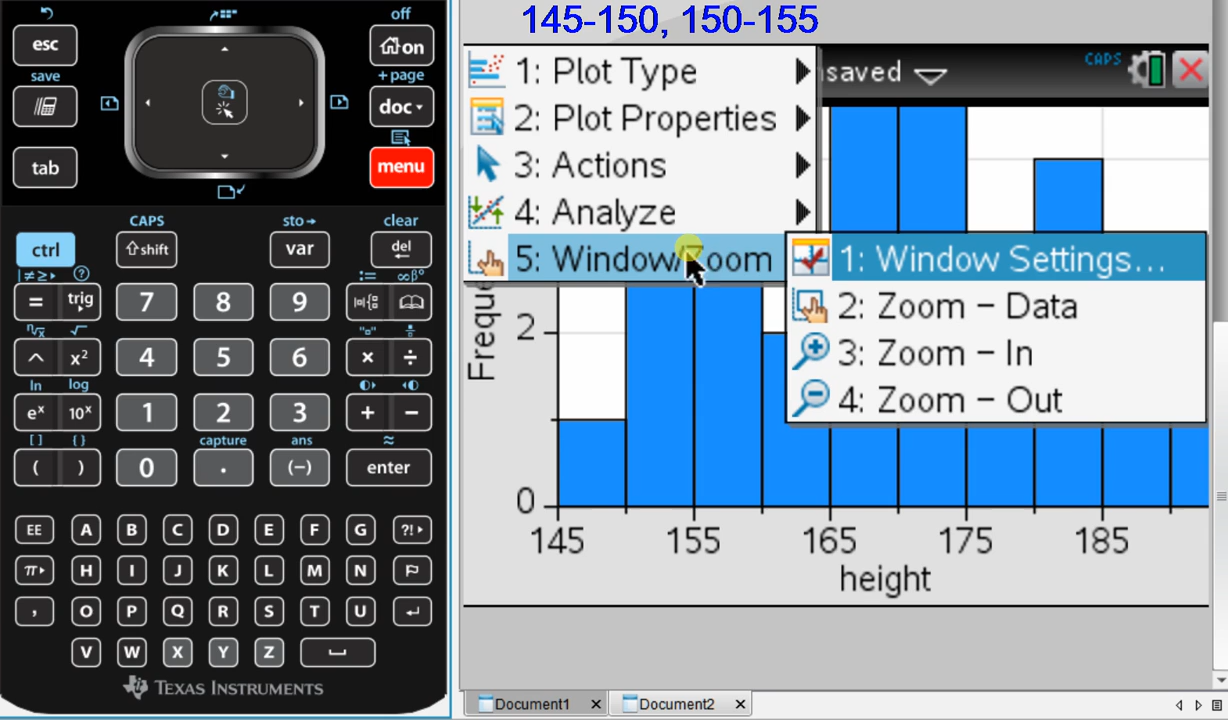 145-150, 150-155
off
esc
on
save
+ page
doc
tab
menu
CAPS
sto →
clear
ctrl
shift
var
del
= trig 7 8 9
^ x² 4 5 6 × ÷
ln log
eˣ 10ˣ 1 2 3 + −
[ ] { } capture ans ≈
( ) 0 . (−) enter
EE A B C D E F G ?!
π H I J K L M N
, O P Q R S T U
V W X Y Z
TEXAS INSTRUMENTS
1: Plot Type
2: Plot Properties
3: Actions
4: Analyze
5: Window/Zoom
saved
CAPS
1: Window Settings...
2: Zoom – Data
3: Zoom – In
4: Zoom – Out
2
0
145 155 165 175 185
height
Document1
Document2